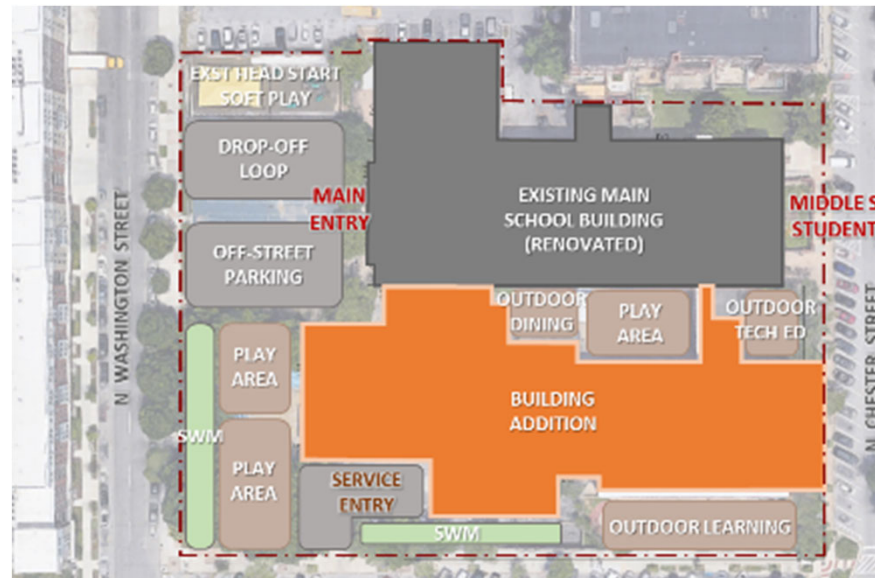 EXST HEAD START
SOFT PLAY
DROP-OFF
LOOP
MAIN
ENTRY
EXISTING MAIN
SCHOOL BUILDING
(RENOVATED)
MIDDLE S
STUDENT
OFF-STREET
PARKING
N WASHINGTON STREET
OUTDOOR
DINING
PLAY
AREA
OUTDOOR
TECH ED
PLAY
AREA
BUILDING
ADDITION
N. CHESTER STREET
SWM
PLAY
AREA
SERVICE
ENTRY
SWM
OUTDOOR LEARNING